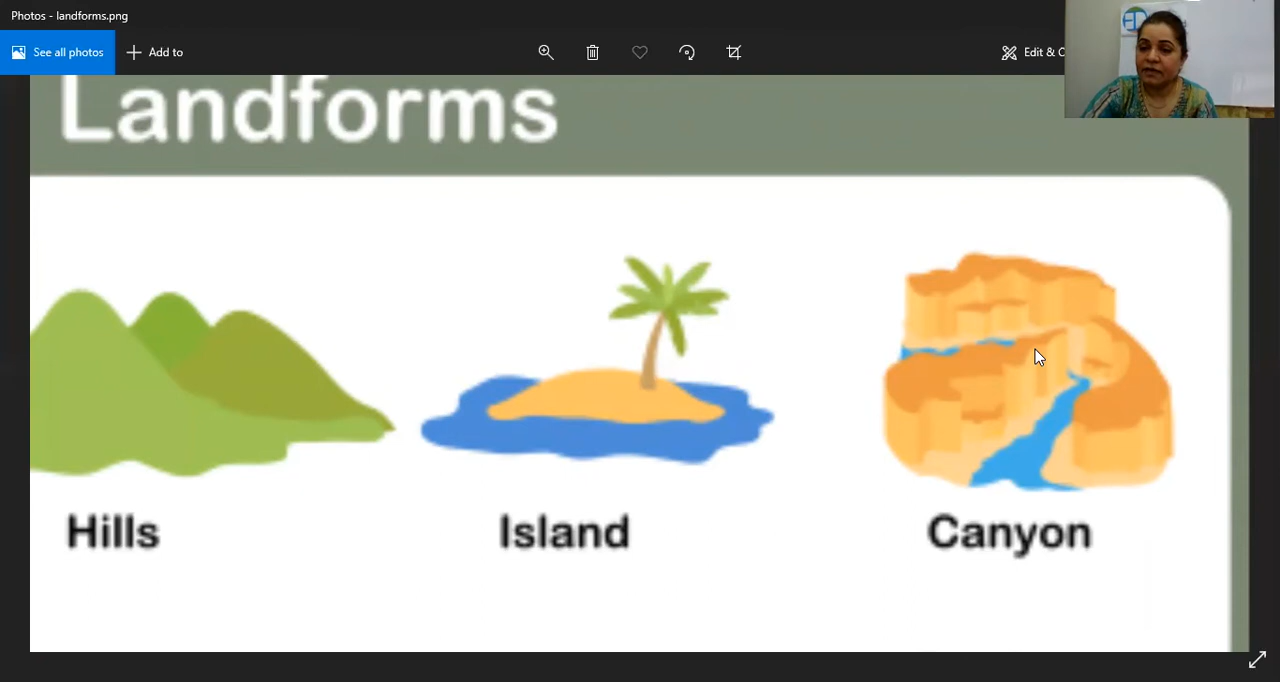 Photos - landforms.png
See all photos
Add to
Edit & C
Landforms
Hills
Island
Canyon